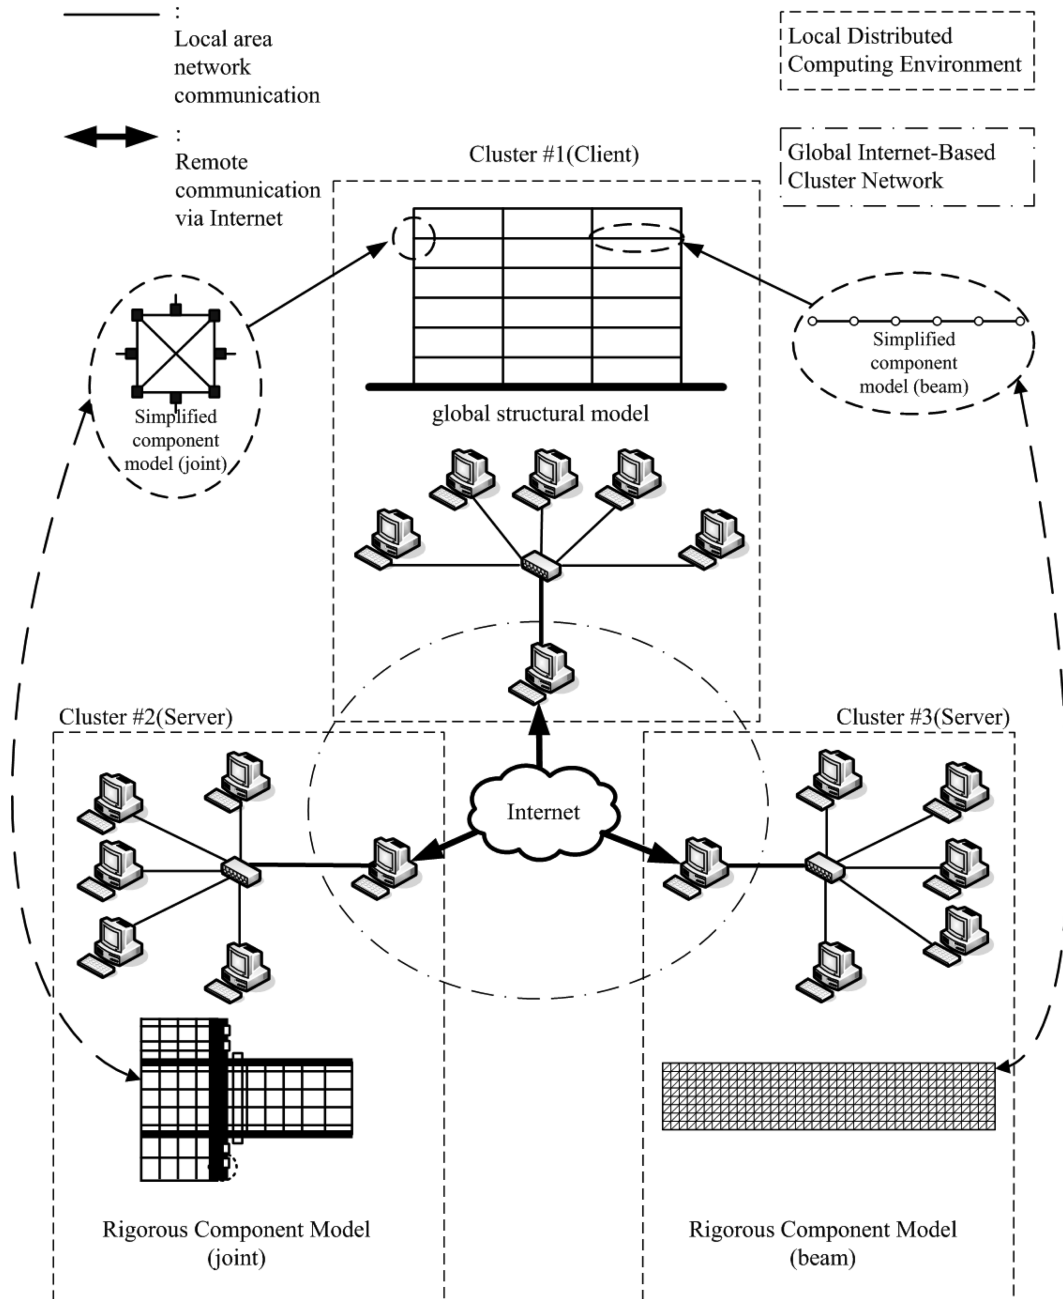 :
Local area
network
communication
:
Remote
communication
via Internet
Local Distributed
Computing Environment
Global Internet-Based
Cluster Network
Cluster #1(Client)
Simplified
component
model (joint)
Simplified
component
model (beam)
global structural model
Cluster #2(Server)
Cluster #3(Server)
Internet
Rigorous Component Model
(joint)
Rigorous Component Model
(beam)